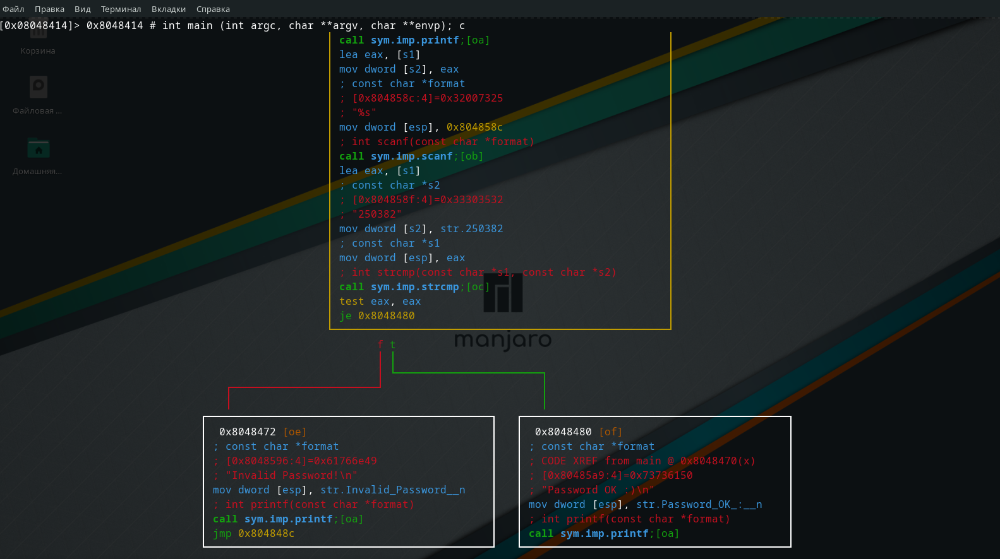 Файл Правка Вид Терминал Вкладки Справка
[0x08048414]> 0x8048414 # int main (int argc, char **argv, char **envp); c
Корзина
Файловая ...
Домашняя...
call sym.imp.printf;[oa]
lea eax, [s1]
mov dword [s2], eax
; const char *format
; [0x804858c:4]=0x32007325
; "%s"
mov dword [esp], 0x804858c
; int scanf(const char *format)
call sym.imp.scanf;[ob]
lea eax, [s1]
; const char *s2
; [0x804858f:4]=0x33303532
; "250382"
mov dword [s2], str.250382
; const char *s1
mov dword [esp], eax
; int strcmp(const char *s1, const char *s2)
call sym.imp.strcmp;[oc]
test eax, eax
je 0x8048480
manjaro
f t
0x8048472 [oe]
; const char *format
; [0x8048596:4]=0x61766e49
; "Invalid Password!\n"
mov dword [esp], str.Invalid_Password__n
; int printf(const char *format)
call sym.imp.printf;[oa]
jmp 0x804848c
0x8048480 [of]
; const char *format
; CODE XREF from main @ 0x8048470(x)
; [0x80485a9:4]=0x73736150
; "Password OK :)\n"
mov dword [esp], str.Password_OK_:__n
; int printf(const char *format)
call sym.imp.printf;[oa]